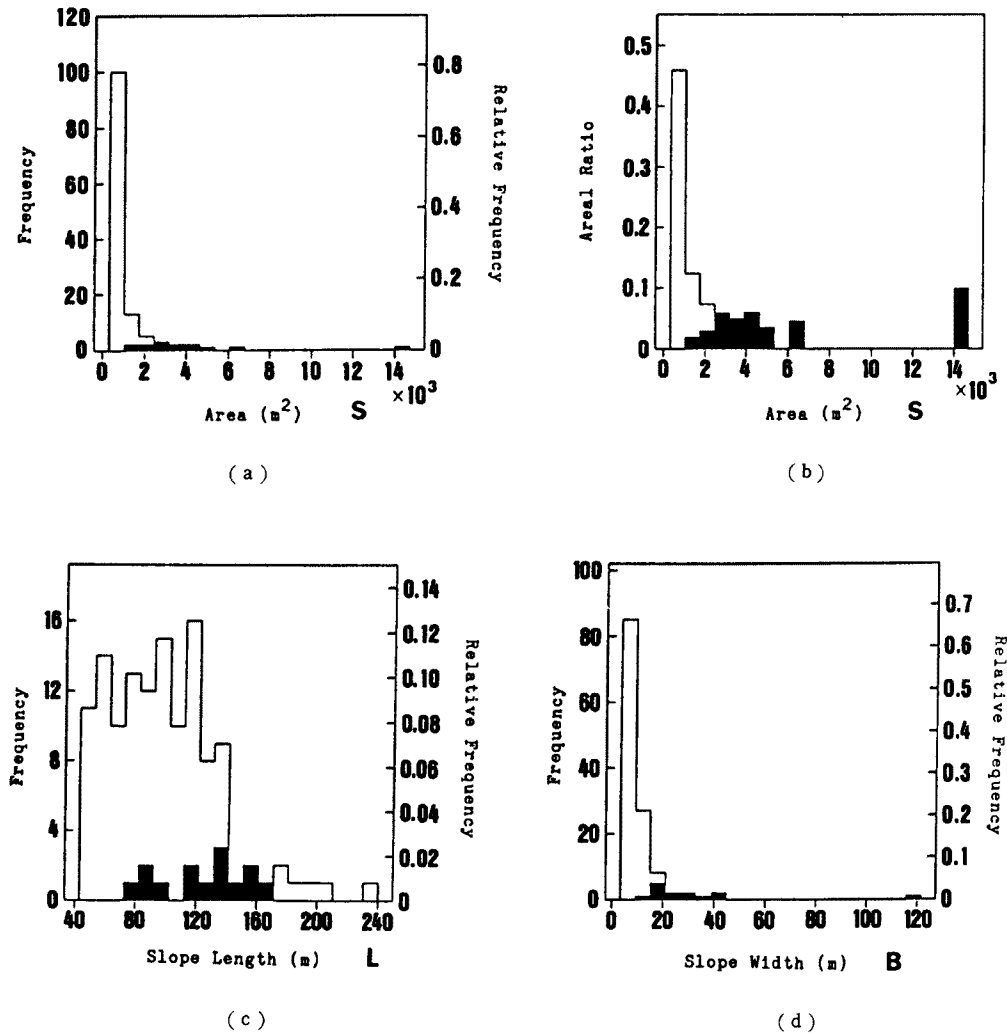 120
100
80
60
40
20
0
Frequency
0.8
0.6
0.4
0.2
0
Relative Frequency
0 2 4 6 8 10 12 14
×10³
Area (m²) S
(a)
0.5
0.4
0.3
0.2
0.1
0
Areal Ratio
0 2 4 6 8 10 12 14
×10³
Area (m²) S
(b)
16
12
8
4
0
Frequency
0.14
0.12
0.10
0.08
0.06
0.04
0.02
0
Relative Frequency
40 80 120 160 200 240
Slope Length (m) L
(c)
100
80
60
40
20
0
Frequency
0.7
0.6
0.5
0.4
0.3
0.2
0.1
0
Relative Frequency
0 20 40 60 80 100 120
Slope Width (m) B
(d)